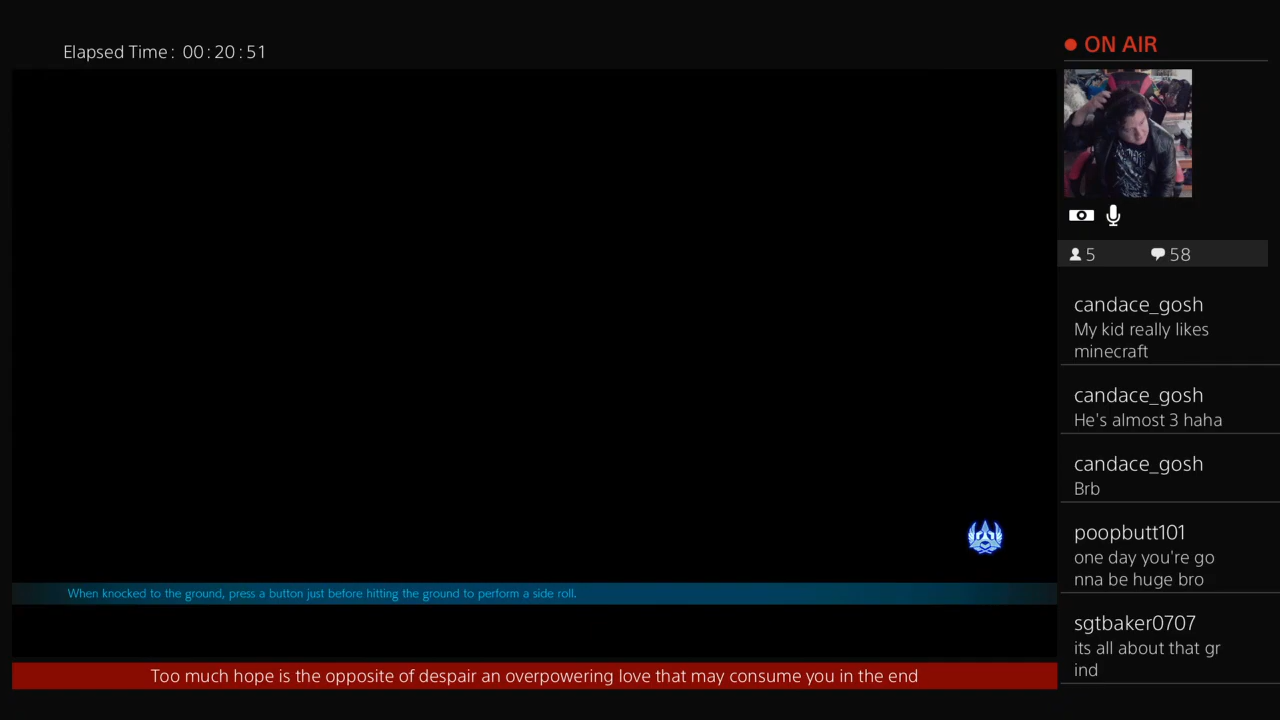 Elapsed Time: 00:20:51
ON AIR
5 58
candace_gosh
My kid really likes
minecraft
candace_gosh
He's almost 3 haha
candace_gosh
Brb
poopbutt101
one day you're go
nna be huge bro
sgtbaker0707
its all about that gr
ind
When knocked to the ground, press a button just before hitting the ground to perform a side roll.
Too much hope is the opposite of despair an overpowering love that may consume you in the end